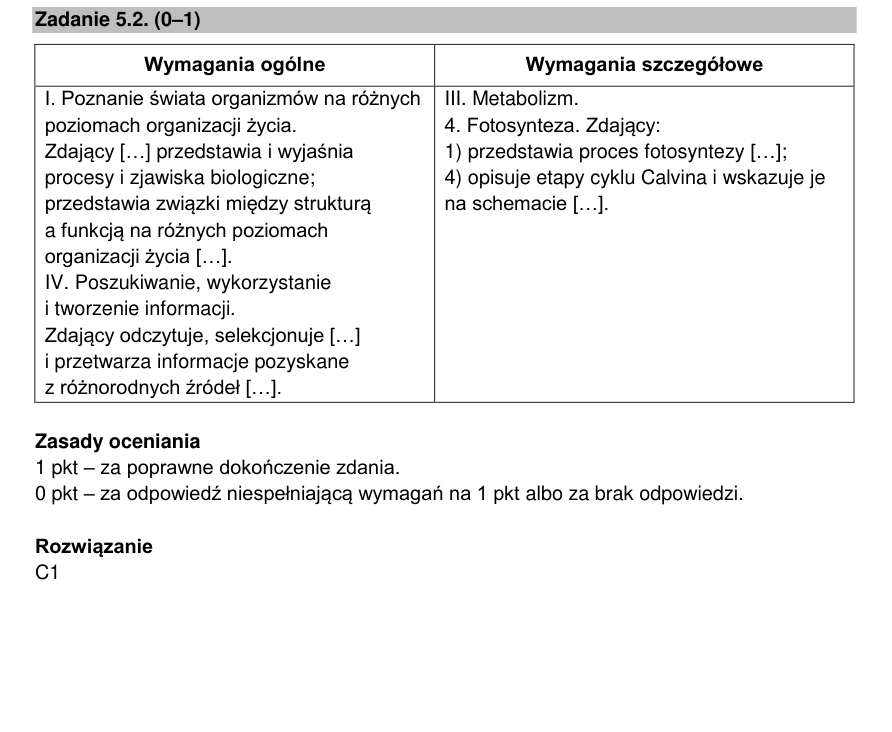 Zadanie 5.2. (0–1)
Wymagania ogólne
Wymagania szczegółowe
I. Poznanie świata organizmów na różnych
poziomach organizacji życia.
Zdający […] przedstawia i wyjaśnia
procesy i zjawiska biologiczne;
przedstawia związki między strukturą
a funkcją na różnych poziomach
organizacji życia […].
IV. Poszukiwanie, wykorzystanie
i tworzenie informacji.
Zdający odczytuje, selekcjonuje […]
i przetwarza informacje pozyskane
z różnorodnych źródeł […].
III. Metabolizm.
4. Fotosynteza. Zdający:
1) przedstawia proces fotosyntezy […];
4) opisuje etapy cyklu Calvina i wskazuje je
na schemacie […].
Zasady oceniania
1 pkt – za poprawne dokończenie zdania.
0 pkt – za odpowiedź niespełniającą wymagań na 1 pkt albo za brak odpowiedzi.
Rozwiązanie
C1